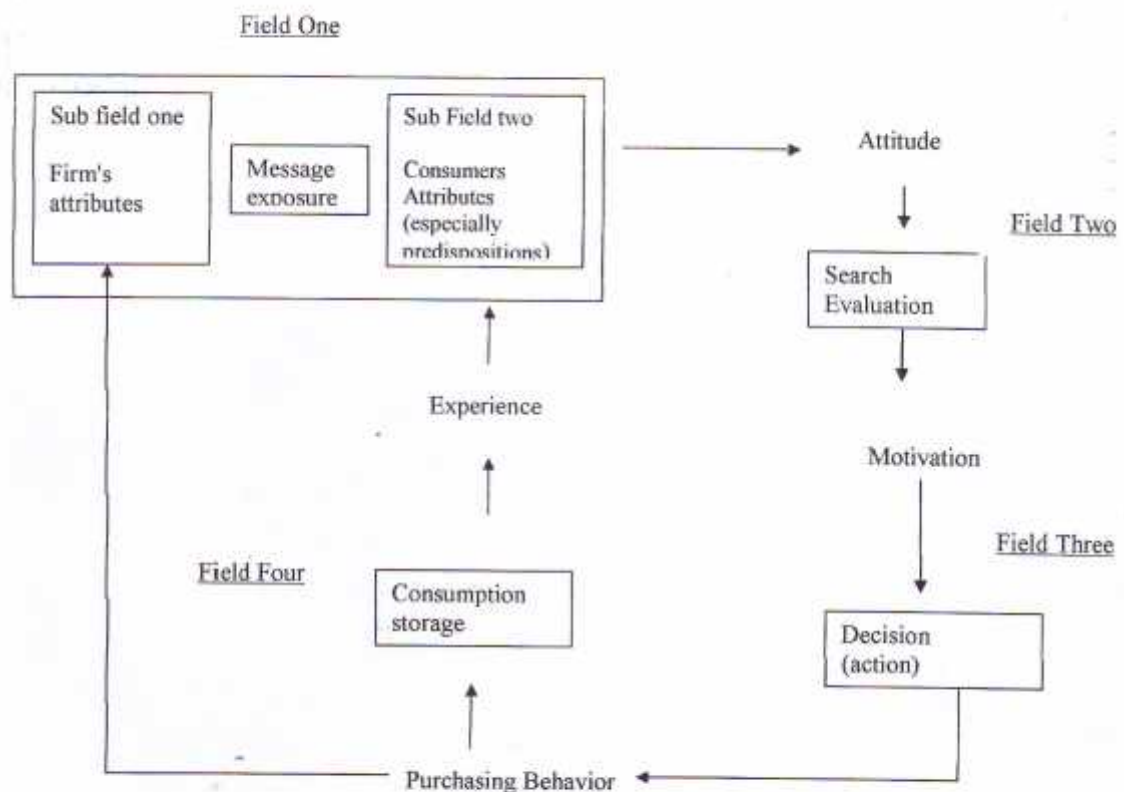 Field One
Sub field one
Firm's
attributes
Message
exposure
Sub Field two
Consumers
Attributes
(especially
predispositions)
Attitude
Field Two
Search
Evaluation
Experience
Motivation
Field Three
Field Four
Consumption
storage
Decision
(action)
Purchasing Behavior